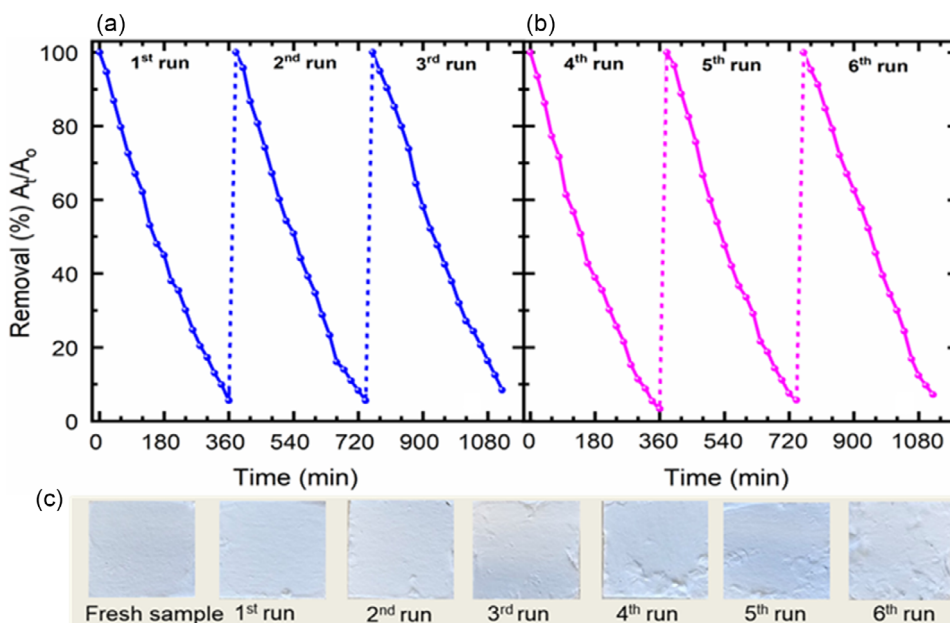 (a)
(b)
Removal (%) Aₜ/Aₒ
100
80
60
40
20
0
1ˢᵗ run
2ⁿᵈ run
3ʳᵈ run
4ᵗʰ run
5ᵗʰ run
6ᵗʰ run
0 180 360 540 720 900 1080
0 180 360 540 720 900 1080
Time (min)
Time (min)
(c)
Fresh sample
1ˢᵗ run
2ⁿᵈ run
3ʳᵈ run
4ᵗʰ run
5ᵗʰ run
6ᵗʰ run